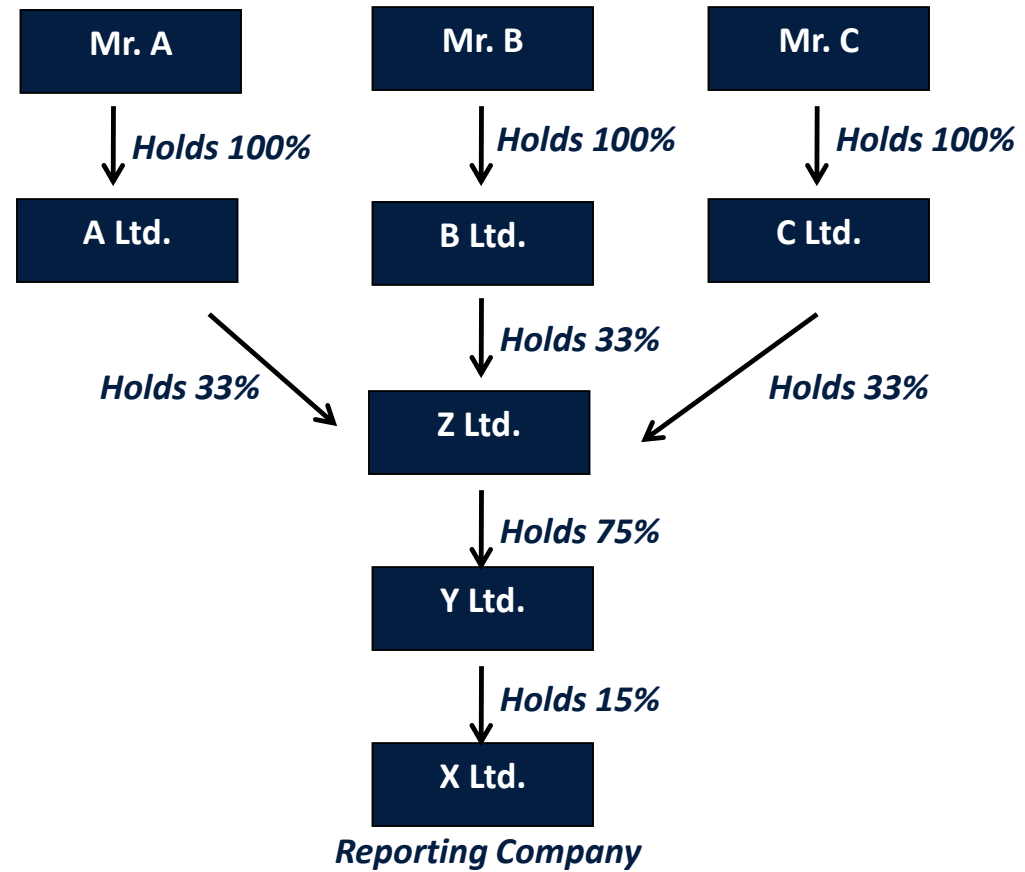 Mr. A
Mr. B
Mr. C
Holds 100%
Holds 100%
Holds 100%
A Ltd.
B Ltd.
C Ltd.
Holds 33%
Holds 33%
Holds 33%
Z Ltd.
Holds 75%
Y Ltd.
Holds 15%
X Ltd.
Reporting Company